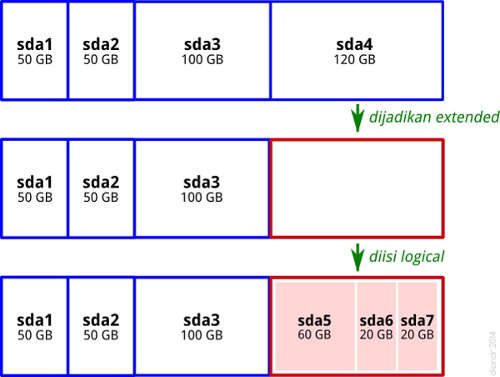 sda1 sda2 sda3 sda4
50 GB 50 GB 100 GB 120 GB
dijadikan extended
sda1 sda2 sda3
50 GB 50 GB 100 GB
diisi logical
sda1 sda2 sda3 sda5 sda6 sda7
50 GB 50 GB 100 GB 60 GB 20 GB 20 GB